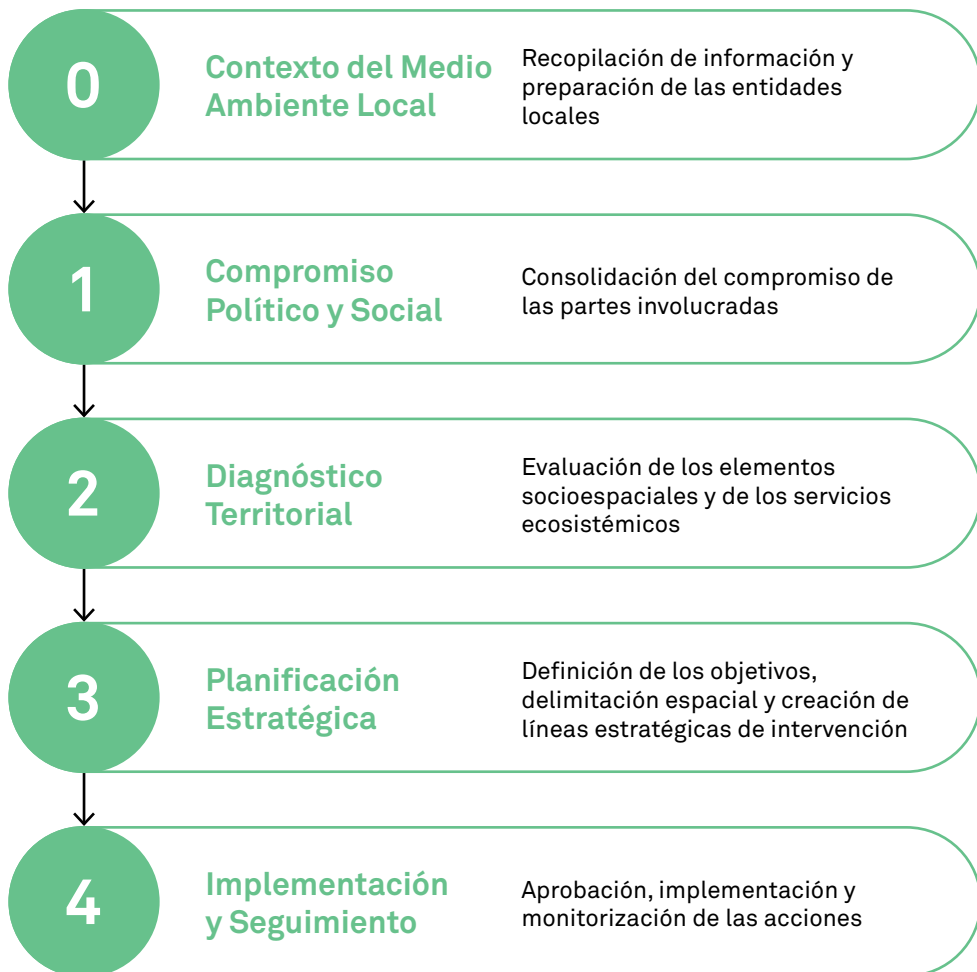 0
Contexto del Medio
Ambiente Local
Recopilación de información y
preparación de las entidades
locales
1
Compromiso
Político y Social
Consolidación del compromiso de
las partes involucradas
2
Diagnóstico
Territorial
Evaluación de los elementos
socioespaciales y de los servicios
ecosistémicos
3
Planificación
Estratégica
Definición de los objetivos,
delimitación espacial y creación de
líneas estratégicas de intervención
4
Implementación
y Seguimiento
Aprobación, implementación y
monitorización de las acciones